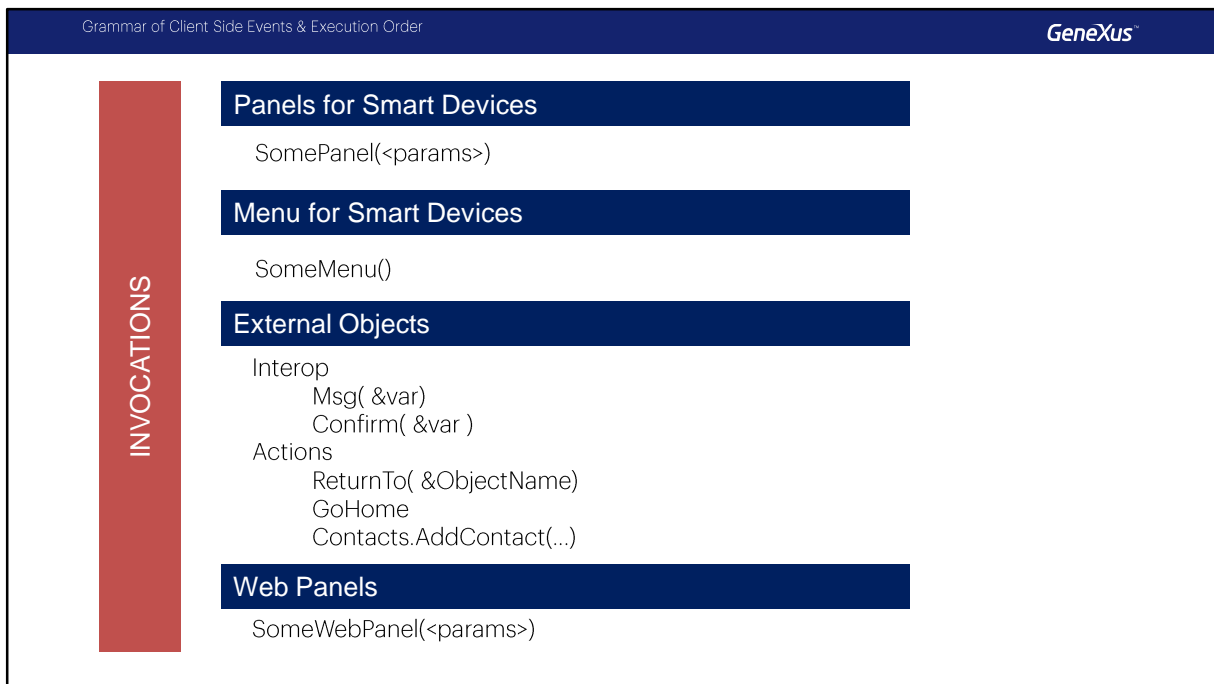 Grammar of Client Side Events & Execution Order
GeneXus™
INVOCATIONS
Panels for Smart Devices
SomePanel(<params>)
Menu for Smart Devices
SomeMenu()
External Objects
Interop
Msg( &var)
Confirm( &var )
Actions
ReturnTo( &ObjectName)
GoHome
Contacts.AddContact(...)
Web Panels
SomeWebPanel(<params>)